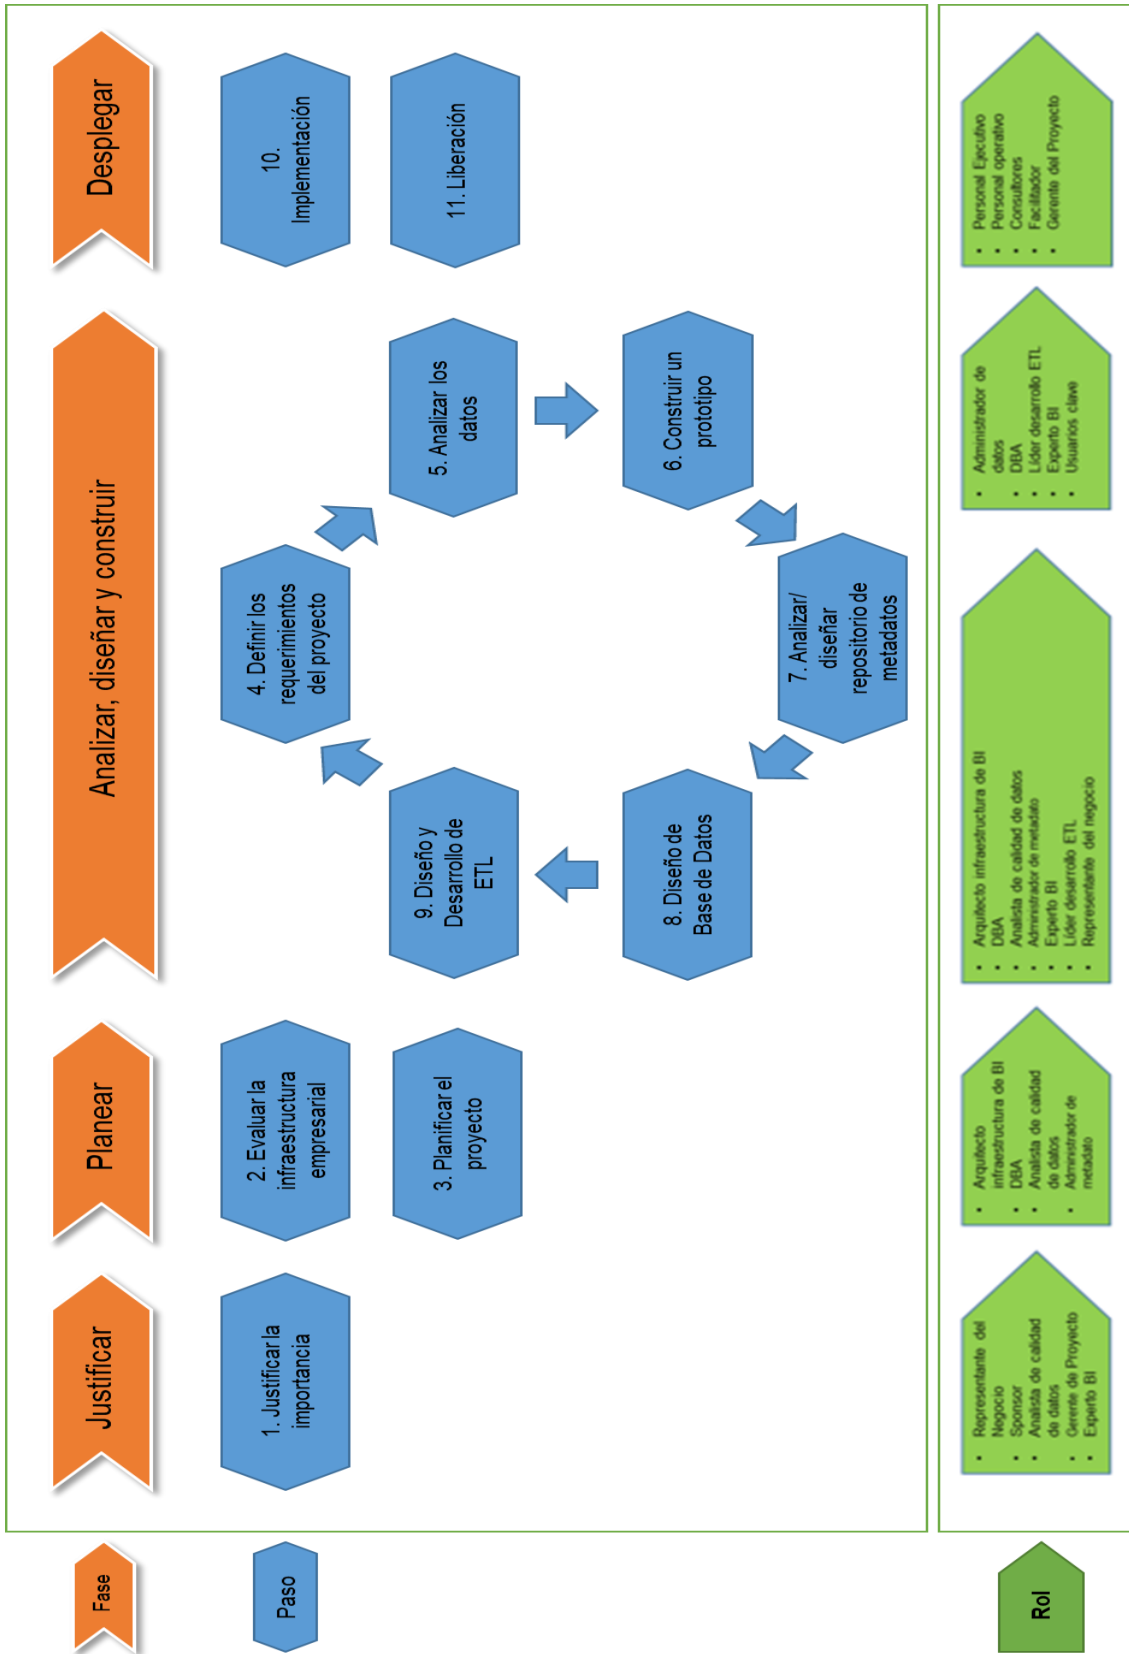 Fase
Justificar
Planear
Analizar, diseñar y construir
Desplegar
Paso
1. Justificar la
importancia
2. Evaluar la
infraestructura
empresarial
3. Planificar el
proyecto
4. Definir los
requerimientos
del proyecto
5. Analizar los
datos
6. Construir un
prototipo
7. Analizar/
diseñar
repositorio de
metadatos
8. Diseño de
Base de Datos
9. Diseño y
Desarrollo de
ETL
10.
Implementación
11. Liberación
Rol
• Representante del
Negocio
• Sponsor
• Analista de calidad
de datos
• Gerente de Proyecto
• Experto BI
• Arquitecto
infraestructura de BI
• DBA
• Analista de calidad
de datos
• Administrador de
metadato
• Arquitecto infraestructura de BI
• DBA
• Analista de calidad de datos
• Administrador de metadato
• Experto BI
• Líder desarrollo ETL
• Representante del negocio
• Administrador de
datos
• DBA
• Líder desarrollo ETL
• Experto BI
• Usuarios clave
• Personal Ejecutivo
• Personal operativo
• Consultores
• Facilitador
• Gerente del Proyecto